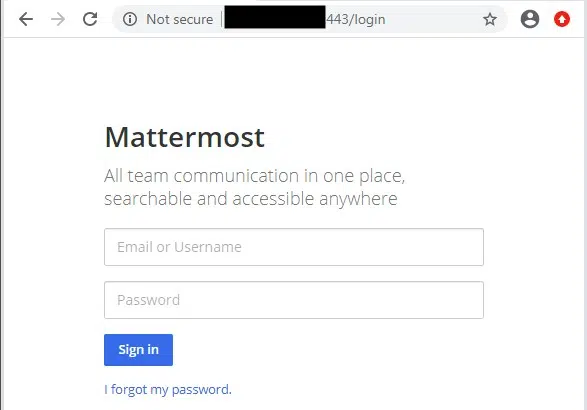 Not secure 443/login
Mattermost
All team communication in one place,
searchable and accessible anywhere
Email or Username
Password
Sign in
I forgot my password.